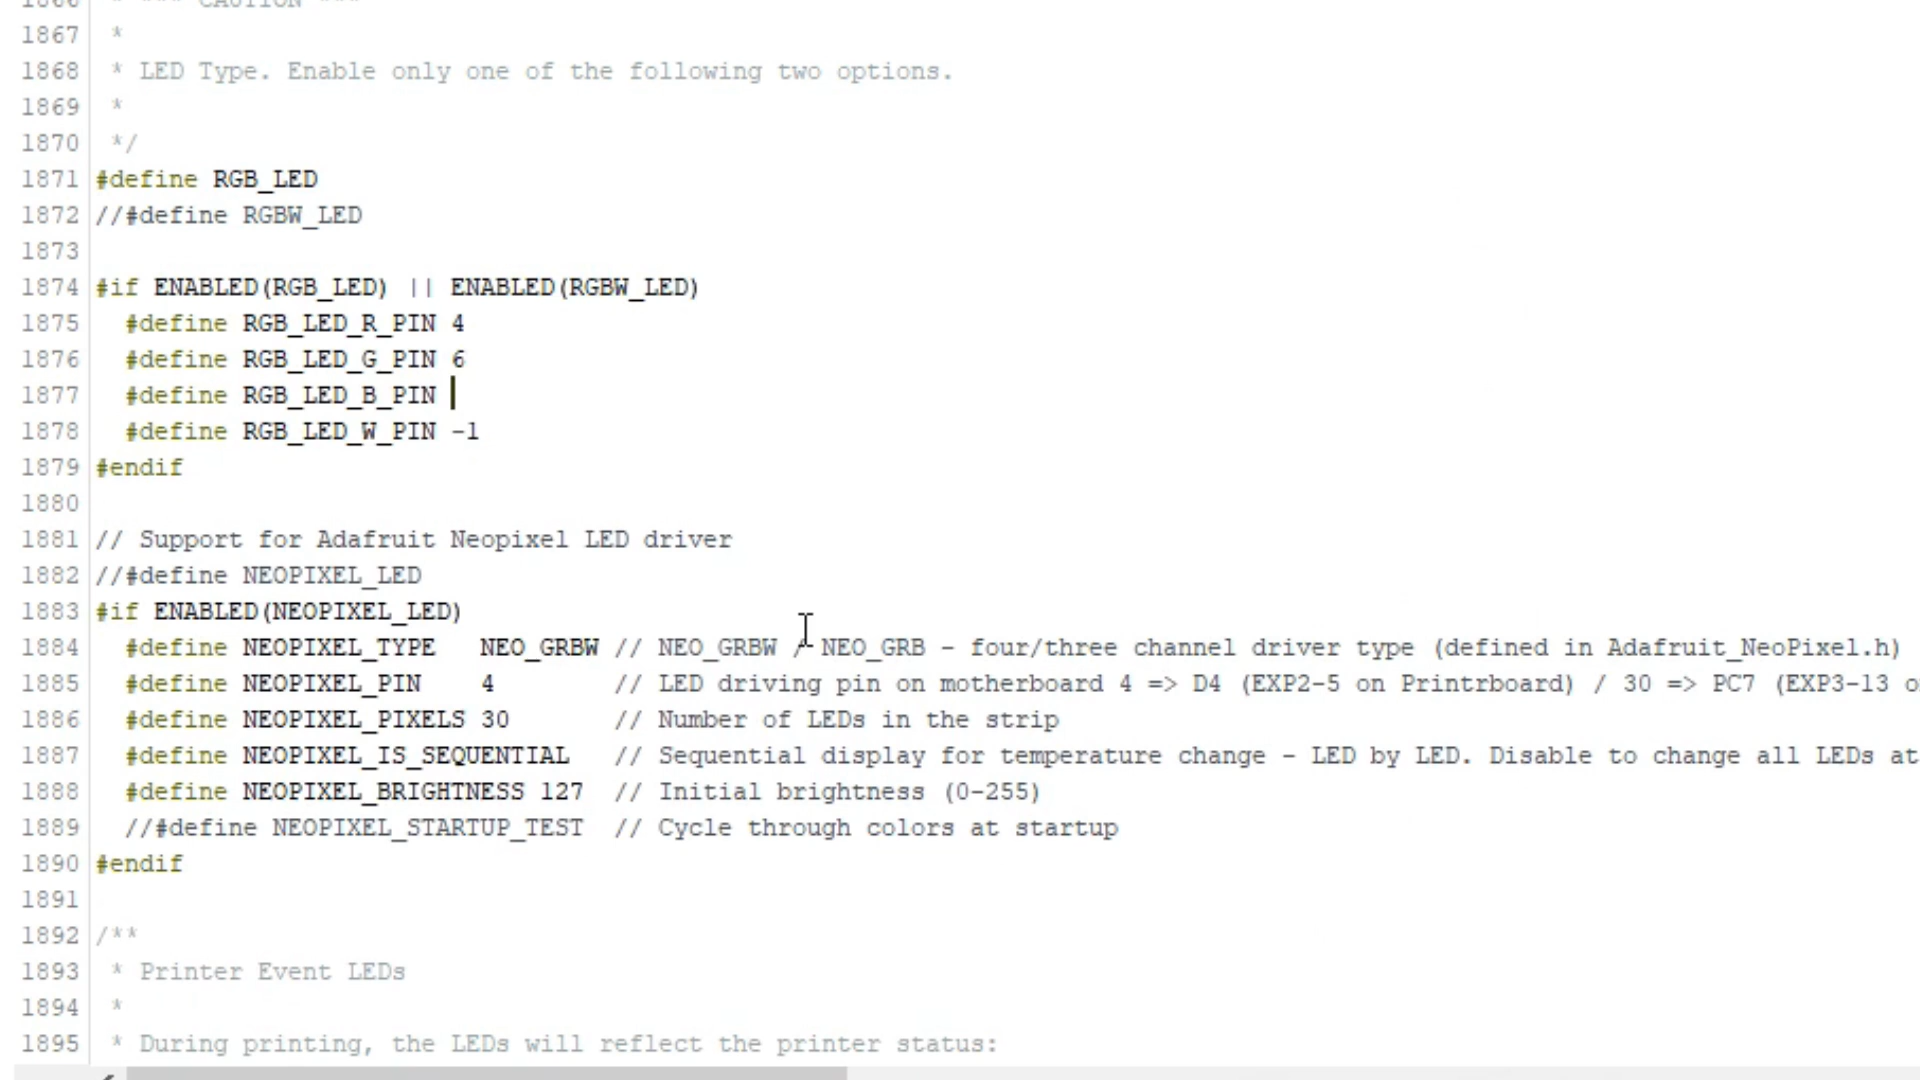 1866 * *** CAUTION ***
1867 *
1868 * LED Type. Enable only one of the following two options.
1869 *
1870 */
1871 #define RGB_LED
1872 //#define RGBW_LED
1873
1874 #if ENABLED(RGB_LED) || ENABLED(RGBW_LED)
1875 #define RGB_LED_R_PIN 4
1876 #define RGB_LED_G_PIN 6
1877 #define RGB_LED_B_PIN
1878 #define RGB_LED_W_PIN -1
1879 #endif
1880
1881 // Support for Adafruit Neopixel LED driver
1882 //#define NEOPIXEL_LED
1883 #if ENABLED(NEOPIXEL_LED)
1884 #define NEOPIXEL_TYPE NEO_GRBW // NEO_GRBW / NEO_GRB - four/three channel driver type (defined in Adafruit_NeoPixel.h)
1885 #define NEOPIXEL_PIN 4 // LED driving pin on motherboard 4 => D4 (EXP2-5 on Printrboard) / 30 => PC7 (EXP3-13 o
1886 #define NEOPIXEL_PIXELS 30 // Number of LEDs in the strip
1887 #define NEOPIXEL_IS_SEQUENTIAL // Sequential display for temperature change - LED by LED. Disable to change all LEDs at
1888 #define NEOPIXEL_BRIGHTNESS 127 // Initial brightness (0-255)
1889 //#define NEOPIXEL_STARTUP_TEST // Cycle through colors at startup
1890 #endif
1891
1892 /**
1893 * Printer Event LEDs
1894 *
1895 * During printing, the LEDs will reflect the printer status: